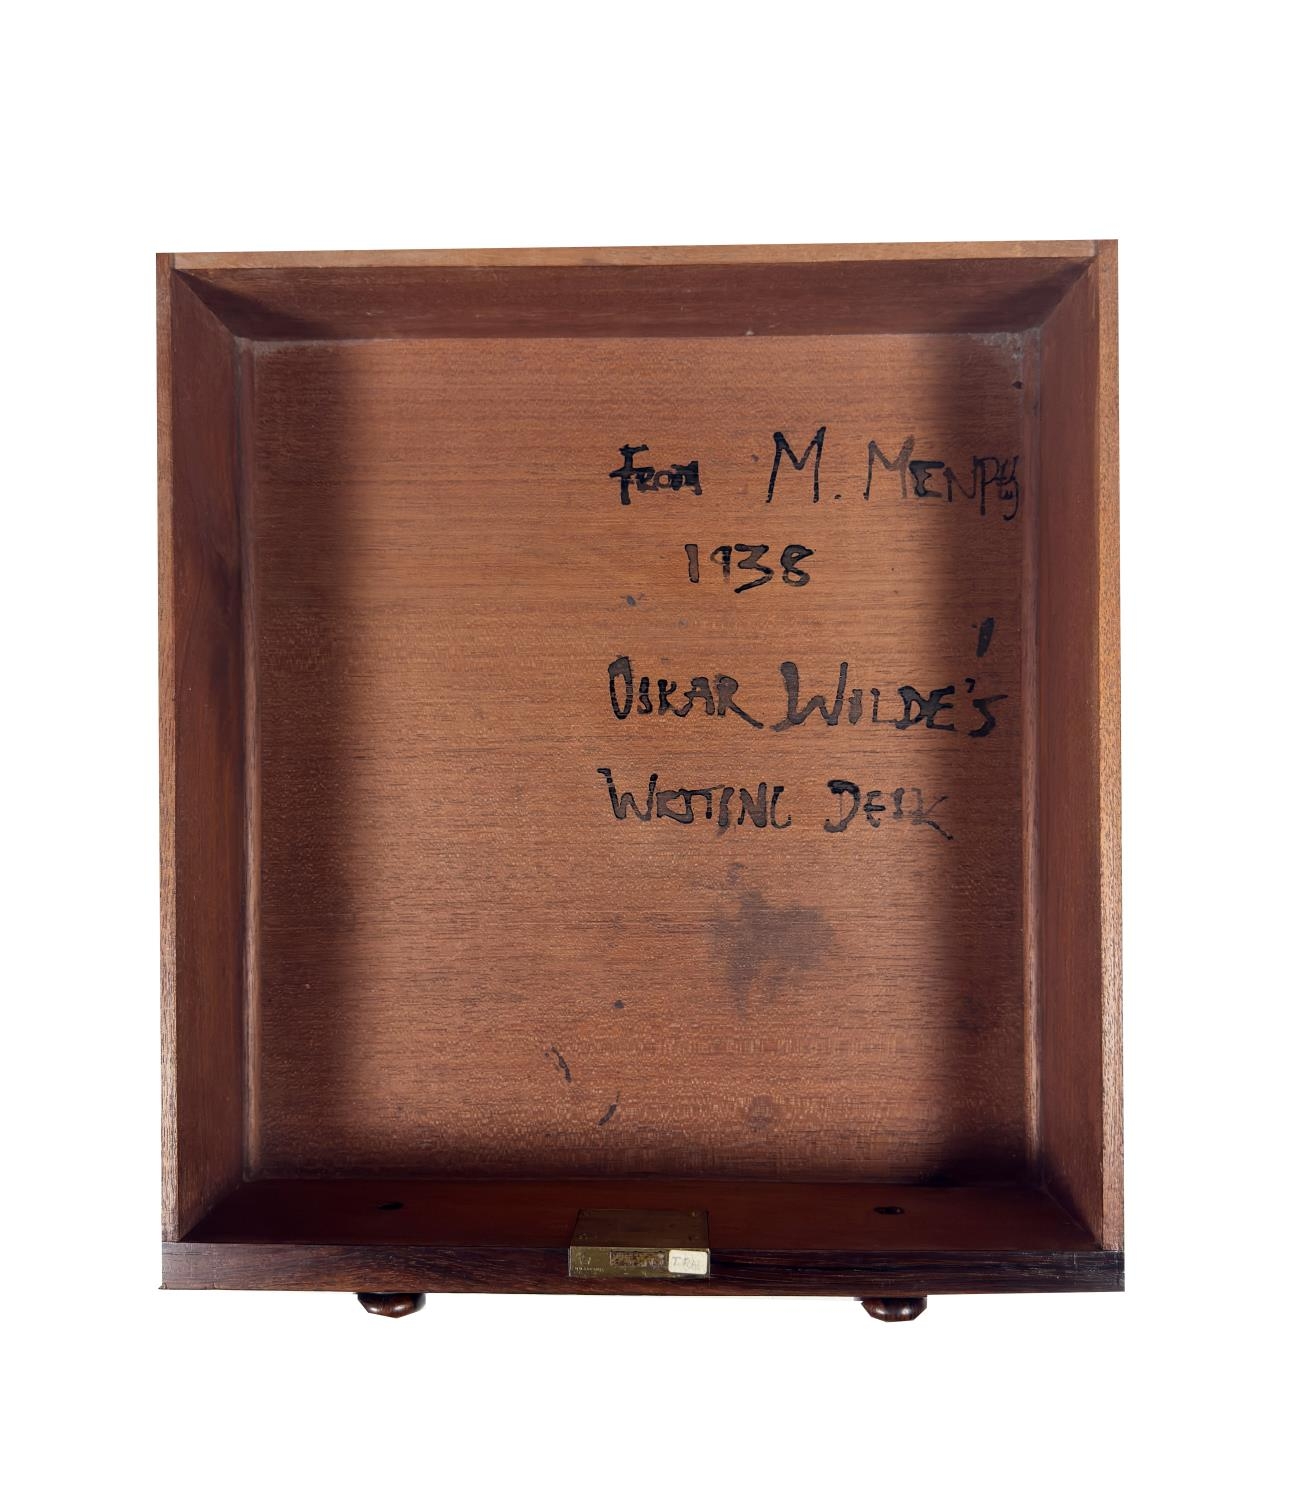 From M. MENPES
1938
OSKAR WILDE'S
WRITING DESK